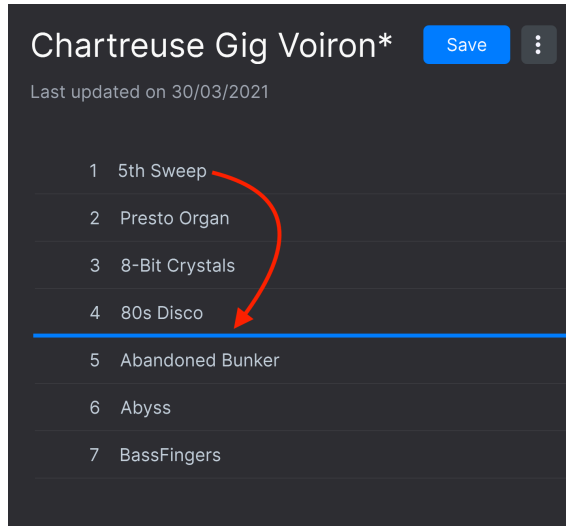 Chartreuse Gig Voiron*
Save
Last updated on 30/03/2021
1 5th Sweep
2 Presto Organ
3 8-Bit Crystals
4 80s Disco
5 Abandoned Bunker
6 Abyss
7 BassFingers